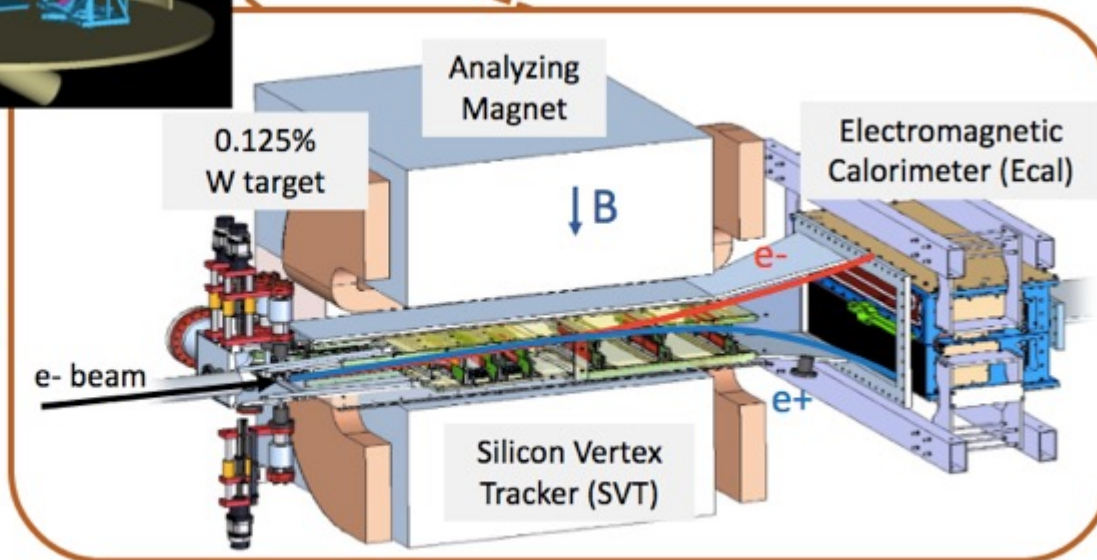 Analyzing
Magnet
0.125%
W target
Electromagnetic
Calorimeter (Ecal)
B
e-
e- beam
e+
Silicon Vertex
Tracker (SVT)